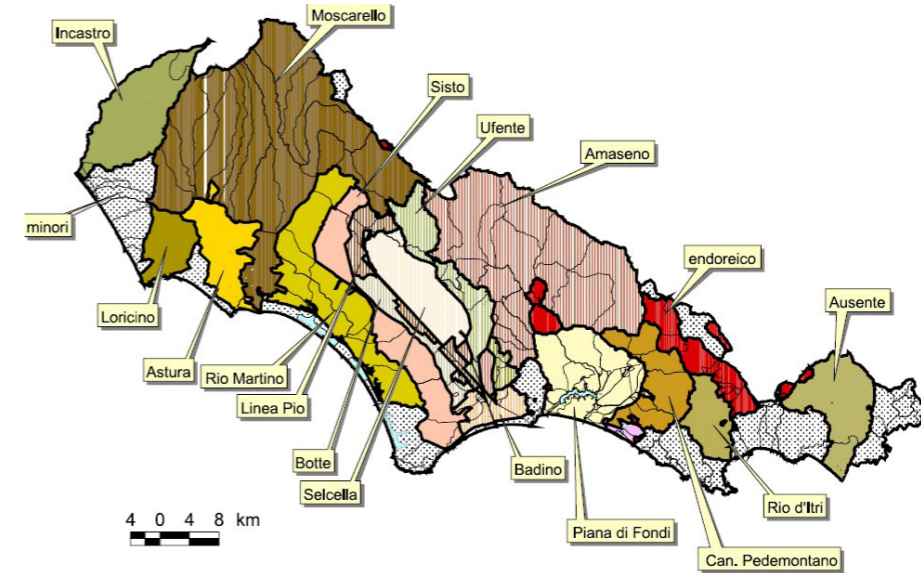 Moscarello
Incastro
Sisto
Ufente
Amaseno
minori
endoreico
Ausente
Loricino
Astura
Rio Martino
Linea Pio
Botte
Selcella
Badino
Rio d'Itri
Piana di Fondi
Can. Pedemontano
4 0 4 8 km